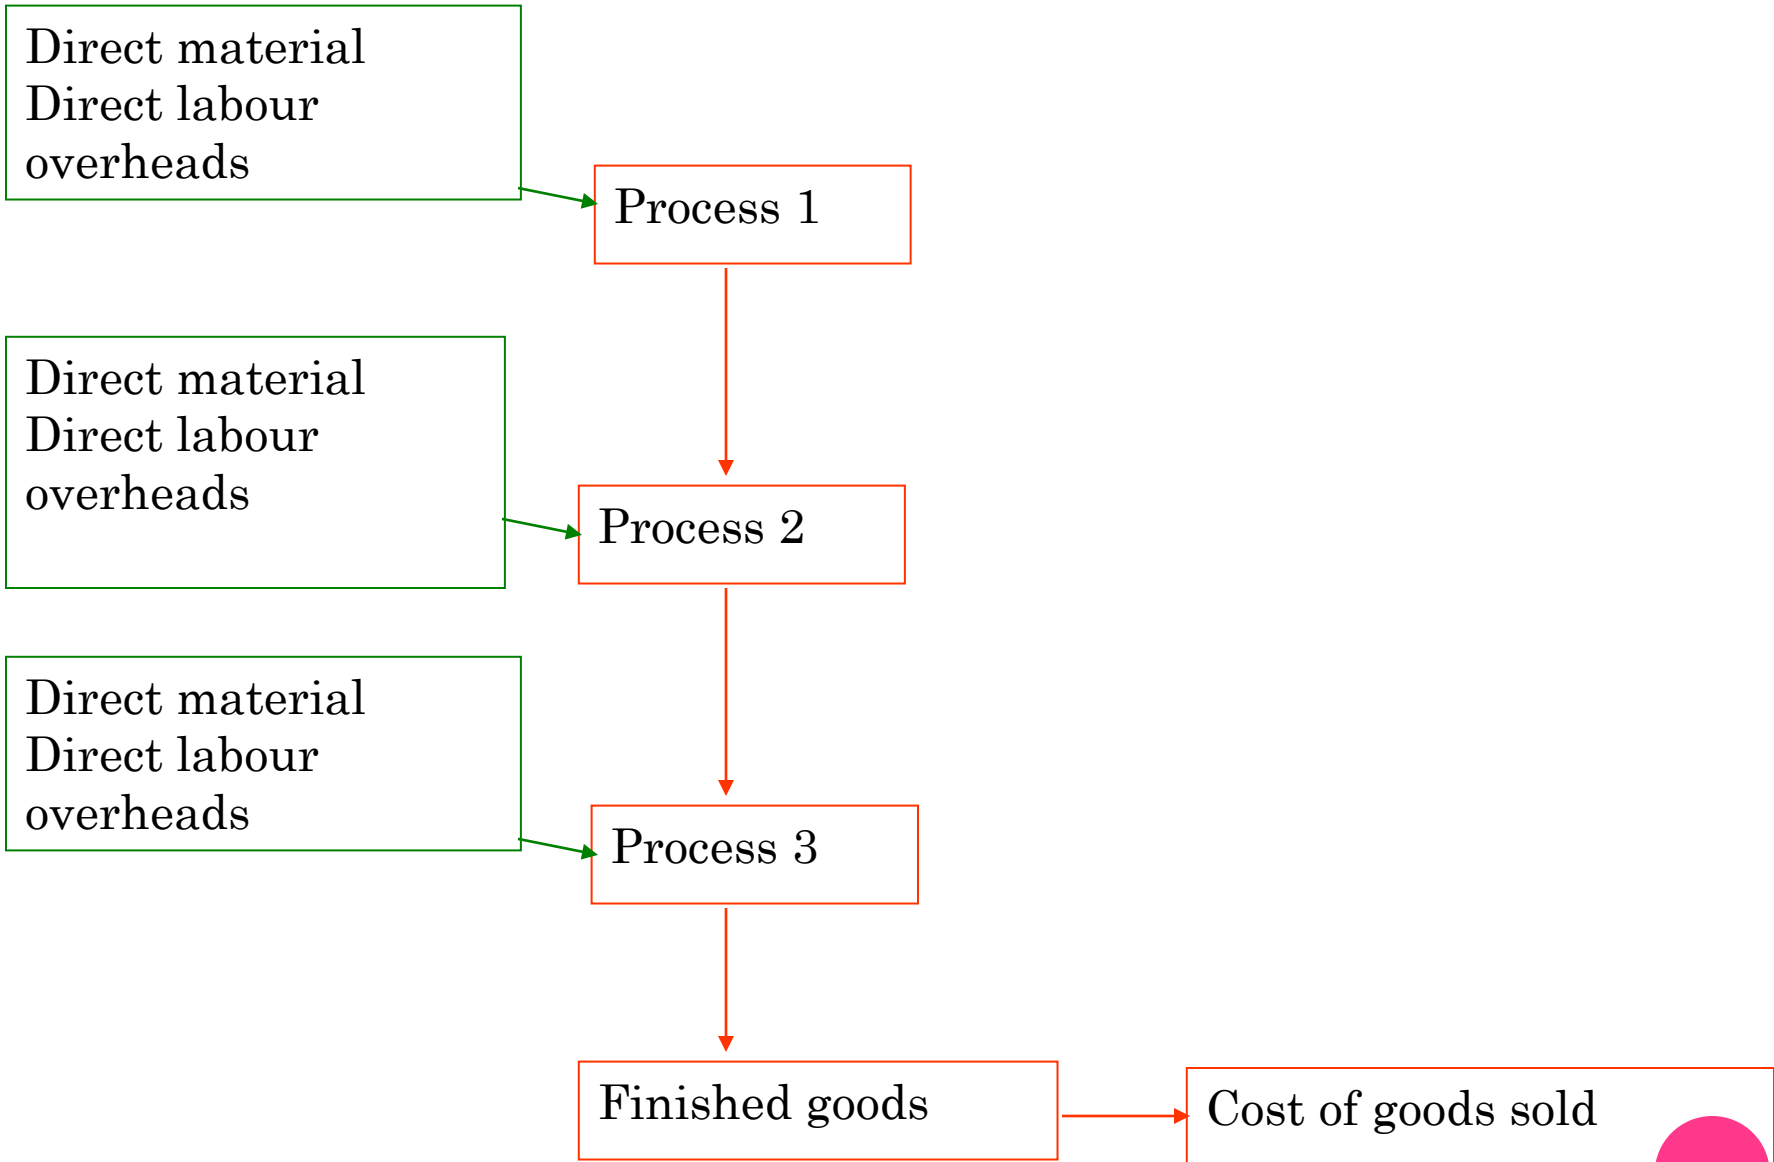 Direct material
Direct labour
overheads
Process 1
Direct material
Direct labour
overheads
Process 2
Direct material
Direct labour
overheads
Process 3
Finished goods
Cost of goods sold